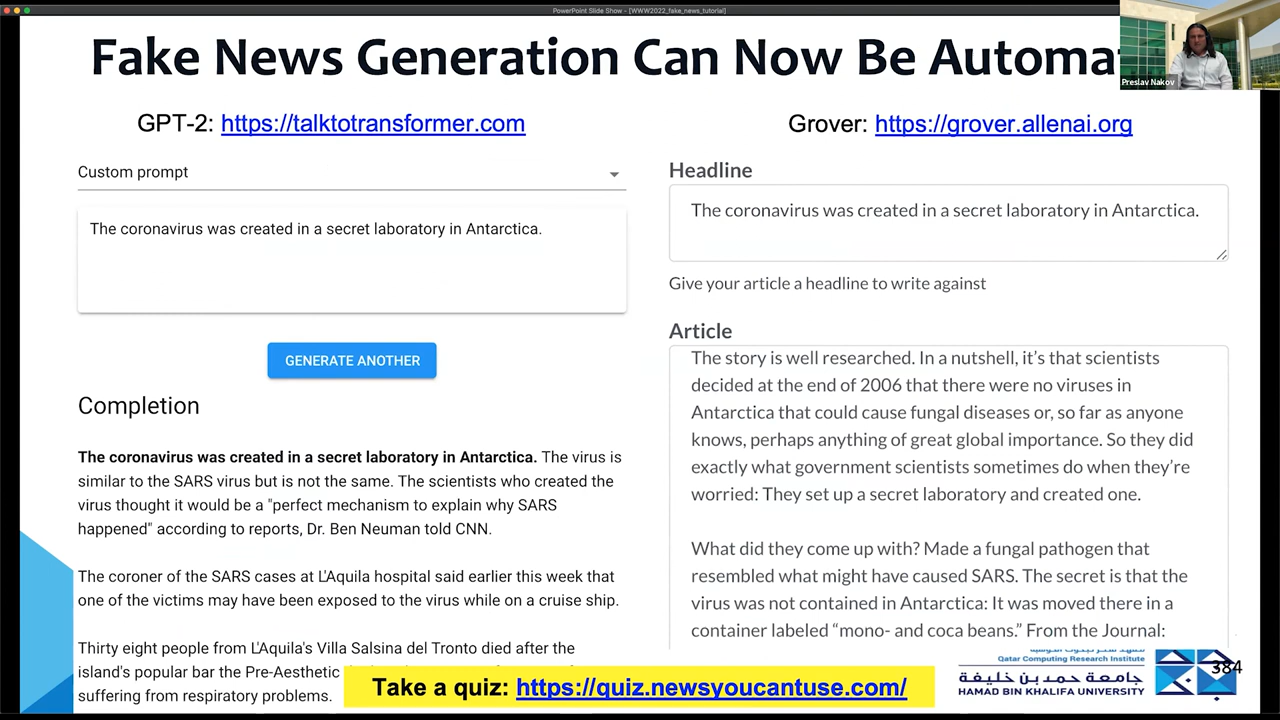 PowerPoint Slide Show - [WWW2022_fake_news_tutorial]
Fake News Generation Can Now Be
Preslav Nakov
GPT-2: https://talktotransformer.com
Custom prompt
The coronavirus was created in a secret laboratory in Antarctica.
GENERATE ANOTHER
Completion
The coronavirus was created in a secret laboratory in Antarctica. The virus is
similar to the SARS virus but is not the same. The scientists who created the
virus thought it would be a "perfect mechanism to explain why SARS
happened" according to reports, Dr. Ben Neuman told CNN.
The coroner of the SARS cases at L'Aquila hospital said earlier this week that
one of the victims may have been exposed to the virus while on a cruise ship.
Thirty eight people from L'Aquila's Villa Salsina del Tronto died after the
island's popular bar the Pre-Aesthetic
suffering from respiratory problems.
Grover: https://grover.allenai.org
Headline
The coronavirus was created in a secret laboratory in Antarctica.
Give your article a headline to write against
Article
The story is well researched. In a nutshell, it’s that scientists
decided at the end of 2006 that there were no viruses in
Antarctica that could cause fungal diseases or, so far as anyone
knows, perhaps anything of great global importance. So they did
exactly what government scientists sometimes do when they’re
worried: They set up a secret laboratory and created one.
What did they come up with? Made a fungal pathogen that
resembled what might have caused SARS. The secret is that the
virus was not contained in Antarctica: It was moved there in a
container labeled “mono- and coca beans.” From the Journal:
Take a quiz: https://quiz.newsyoucantuse.com/
Qatar Computing Research Institute
جامعة حمد بن خليفة
HAMAD BIN KHALIFA UNIVERSITY
384